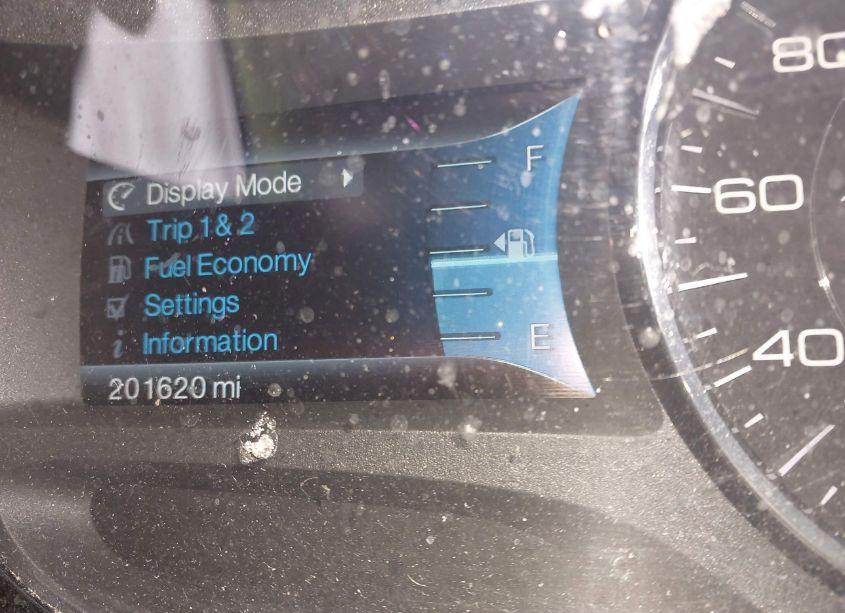 Display Mode
Trip 1 & 2
Fuel Economy
Settings
Information
201620 mi
F
E
80
60
40